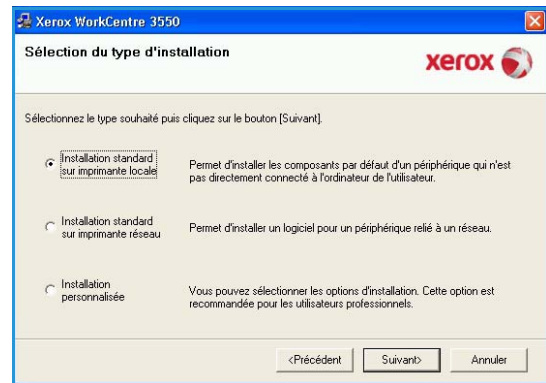 Xerox WorkCentre 3550
Sélection du type d'installation
xerox
Sélectionnez le type souhaité puis cliquez sur le bouton [Suivant].
Installation standard
sur imprimante locale
Permet d'installer les composants par défaut d'un périphérique qui n'est
pas directement connecté à l'ordinateur de l'utilisateur.
Installation standard
sur imprimante réseau
Permet d'installer un logiciel pour un périphérique relié à un réseau.
Installation
personnalisée
Vous pouvez sélectionner les options d'installation. Cette option est
recommandée pour les utilisateurs professionnels.
<Précédent
Suivant>
Annuler